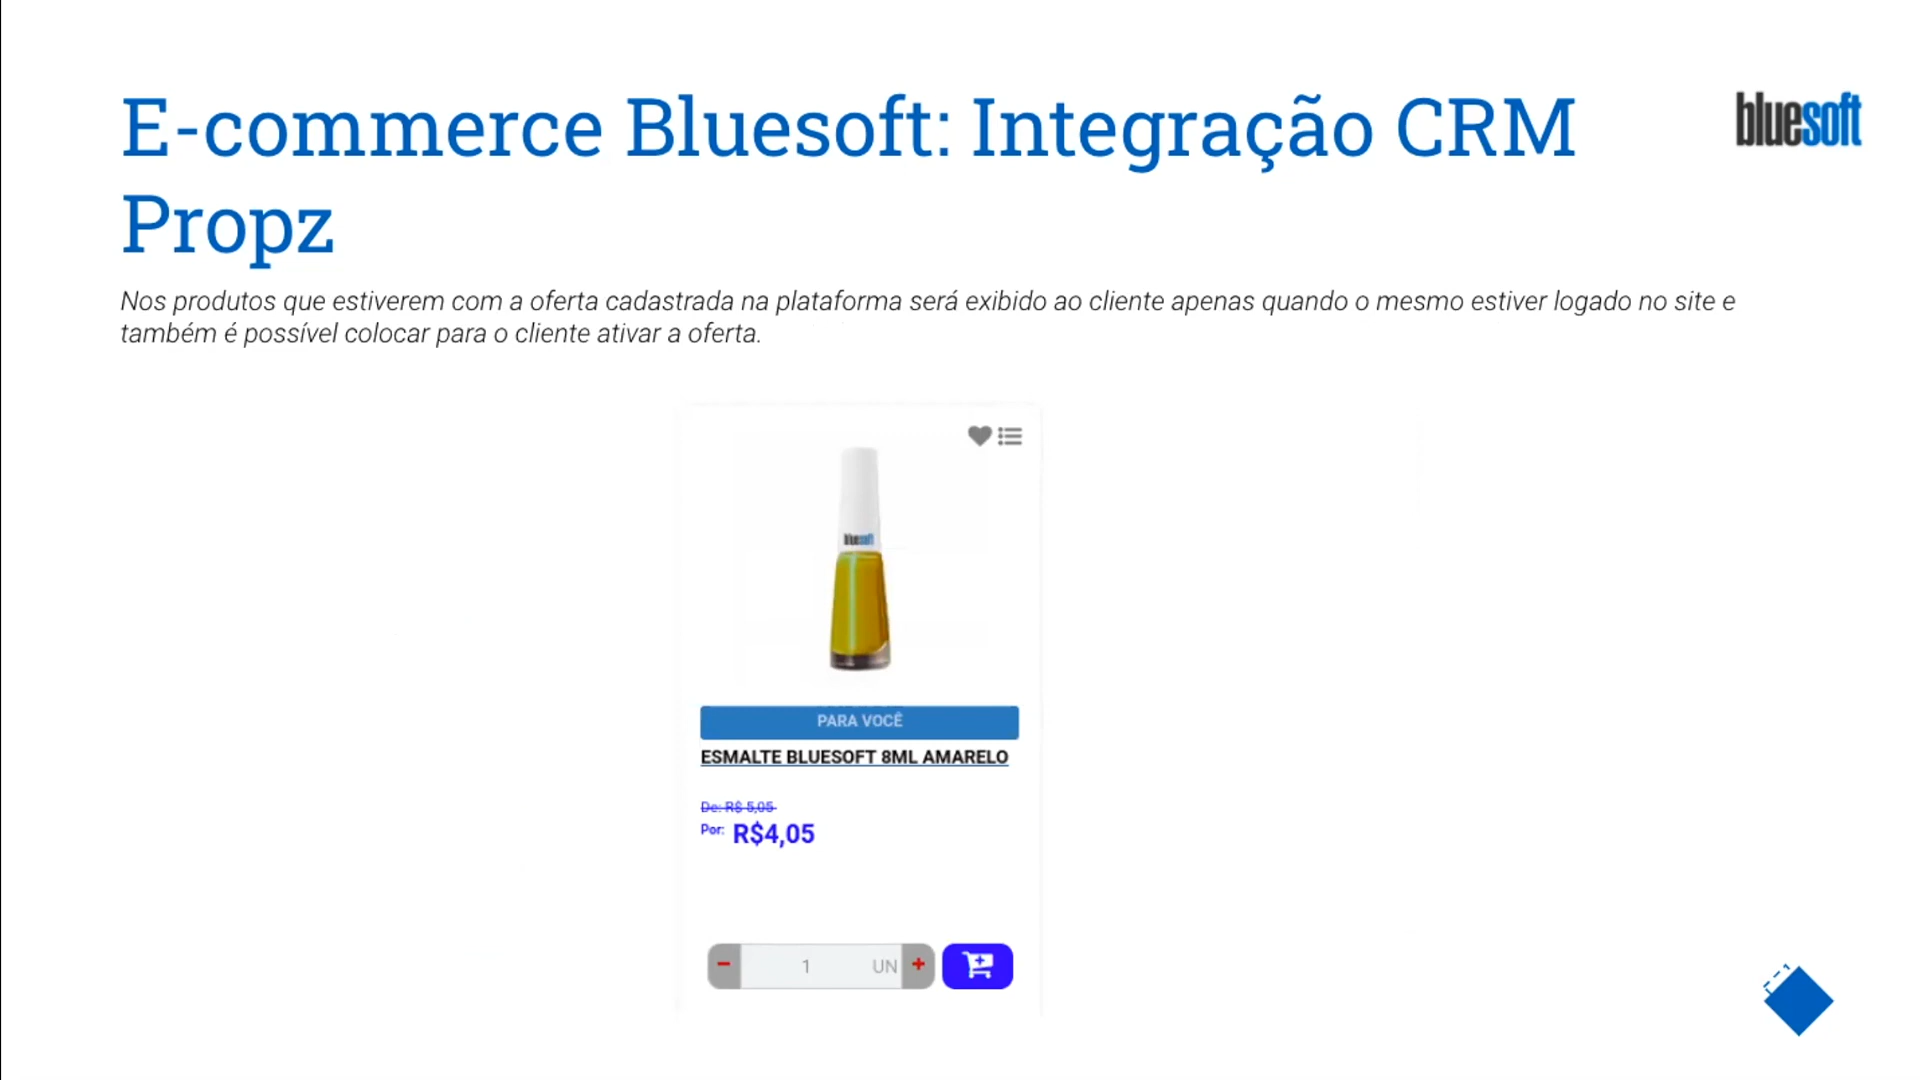 E-commerce Bluesoft: Integração CRM
Propz
bluesoft
Nos produtos que estiverem com a oferta cadastrada na plataforma será exibido ao cliente apenas quando o mesmo estiver logado no site e
também é possível colocar para o cliente ativar a oferta.
bluesoft
PARA VOCÊ
ESMALTE BLUESOFT 8ML AMARELO
De: R$ 5,05
Por: R$4,05
- 1 UN +